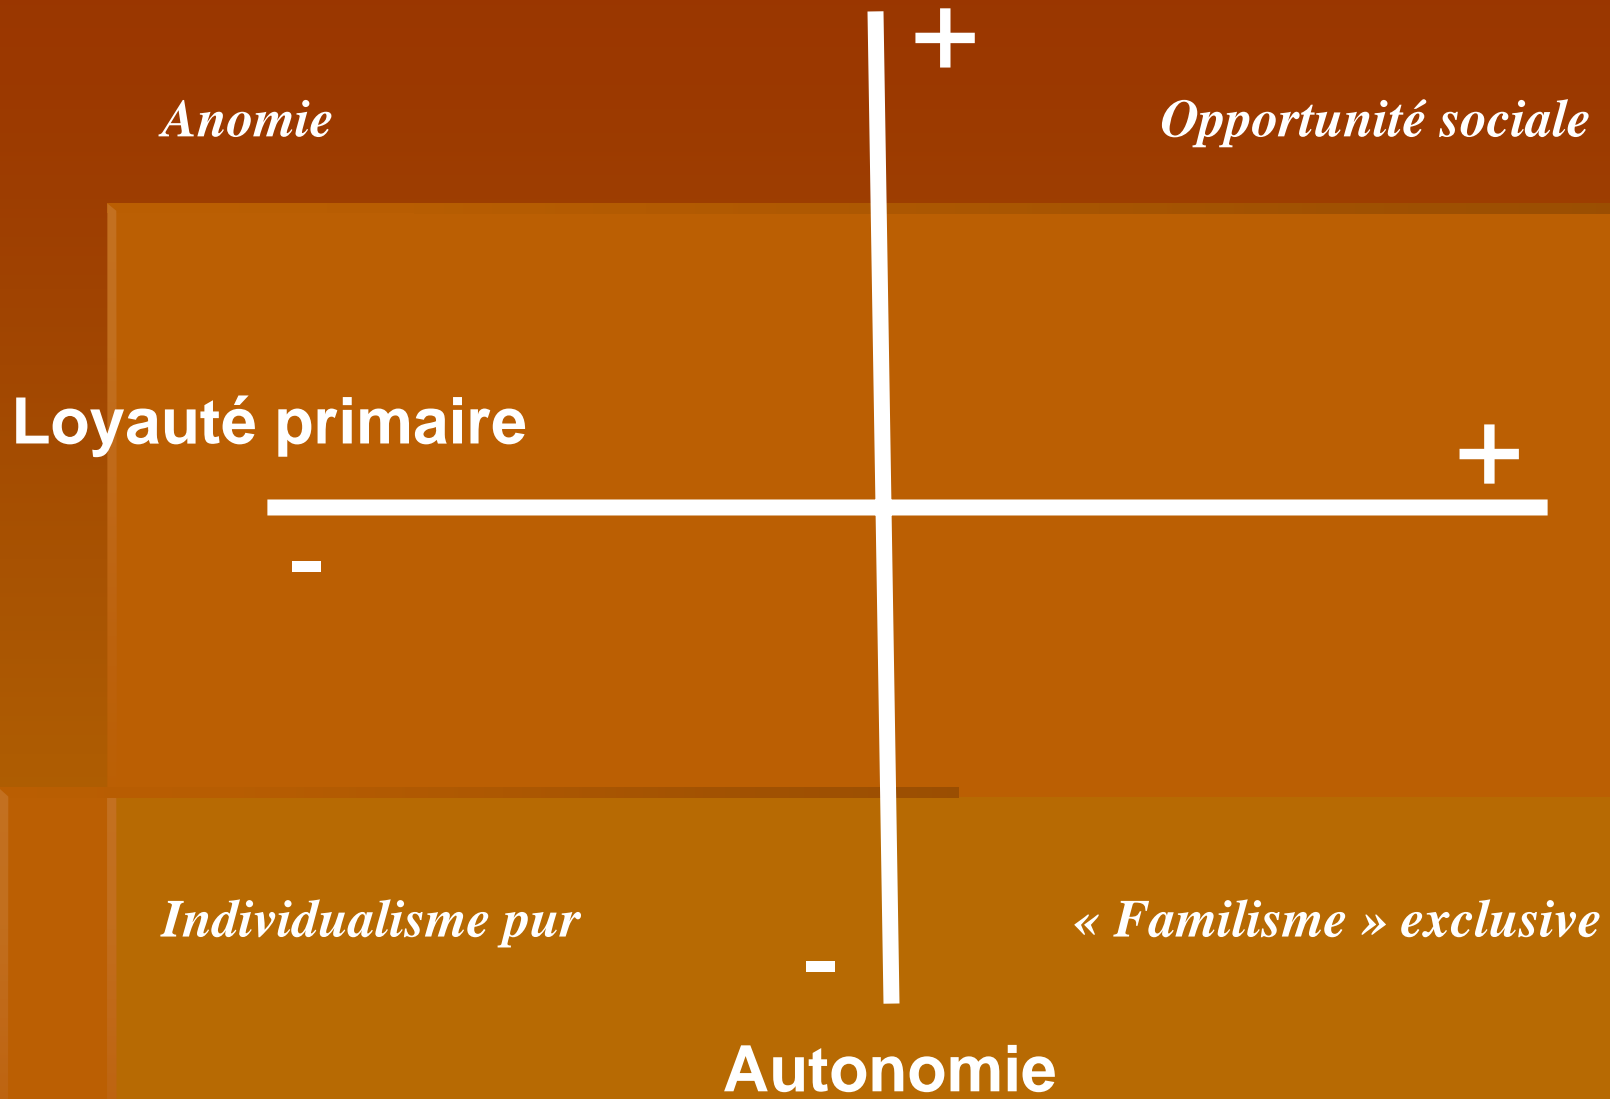 +
Anomie
Opportunité sociale
Loyauté primaire
+
-
Individualisme pur
« Familisme » exclusive
-
Autonomie